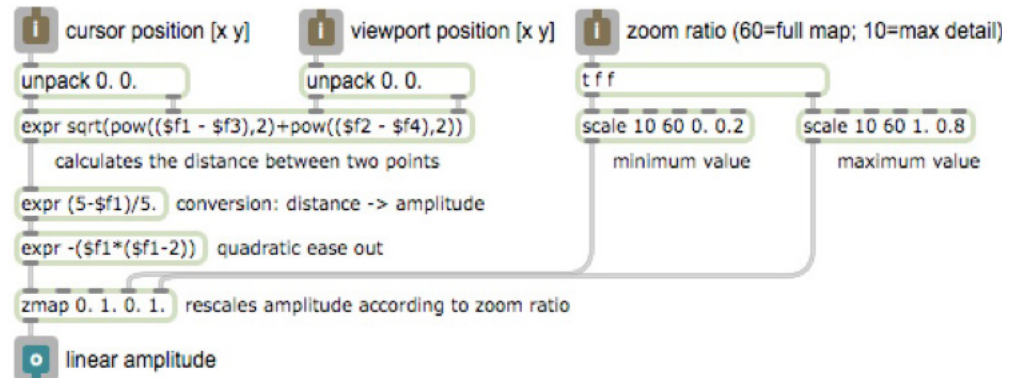 i cursor position [x y] i viewport position [x y] i zoom ratio (60=full map; 10=max detail)
unpack 0. 0. unpack 0. 0. t f f
expr sqrt(pow(($f1 - $f3),2)+pow(($f2 - $f4),2)) scale 10 60 0. 0.2 scale 10 60 1. 0.8
calculates the distance between two points minimum value maximum value
expr (5-$f1)/5. conversion: distance -> amplitude
expr -($f1*($f1-2)) quadratic ease out
zmap 0. 1. 0. 1. rescales amplitude according to zoom ratio
o linear amplitude